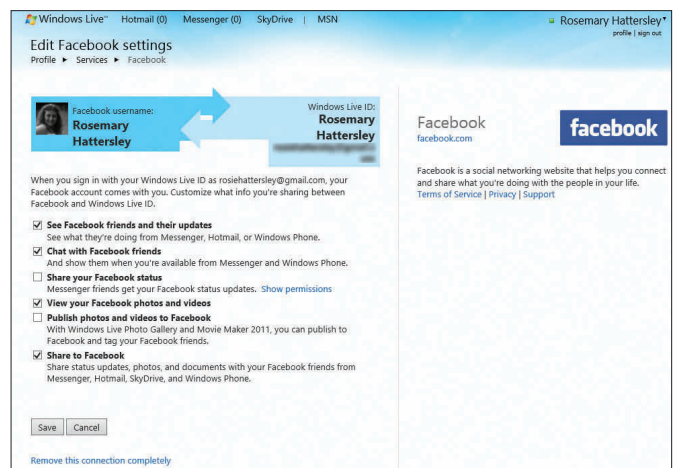 Windows Live™ Hotmail (0) Messenger (0) SkyDrive | MSN
Rosemary Hattersley
profile | sign out
Edit Facebook settings
Profile ► Services ► Facebook
Facebook username:
Rosemary
Hattersley
Windows Live ID:
Rosemary
Hattersley
When you sign in with your Windows Live ID as rosiehattersley@gmail.com, your
Facebook account comes with you. Customize what info you're sharing between
Facebook and Windows Live ID.
See Facebook friends and their updates
See what they're doing from Messenger, Hotmail, or Windows Phone.
Chat with Facebook friends
And show them when you're available from Messenger and Windows Phone.
Share your Facebook status
Messenger friends get your Facebook status updates. Show permissions
View your Facebook photos and videos
Publish photos and videos to Facebook
With Windows Live Photo Gallery and Movie Maker 2011, you can publish to
Facebook and tag your Facebook friends.
Share to Facebook
Share status updates, photos, and documents with your Facebook friends from
Messenger, Hotmail, SkyDrive, and Windows Phone.
Save Cancel
Remove this connection completely
Facebook
facebook.com
facebook
Facebook is a social networking website that helps you connect
and share what you're doing with the people in your life.
Terms of Service | Privacy | Support